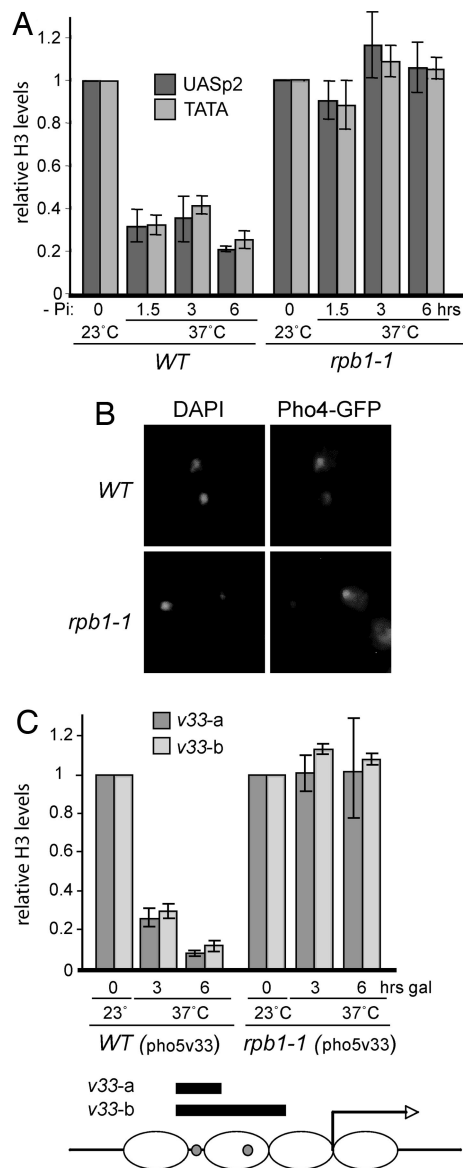 A
relative H3 levels
1.2
1
0.8
0.6
0.4
0.2
0
UASp2
TATA
- Pi: 0 1.5 3 6 0 1.5 3 6 hrs
23˚C 37˚C 23˚C 37˚C
WT rpb1-1
B
DAPI Pho4-GFP
WT
rpb1-1
C
relative H3 levels
1.2
1
0.8
0.6
0.4
0.2
0
v33-a
v33-b
0 3 6 0 3 6 hrs gal
23˚ 37˚C 23˚C 37˚C
WT (pho5v33) rpb1-1 (pho5v33)
v33-a
v33-b